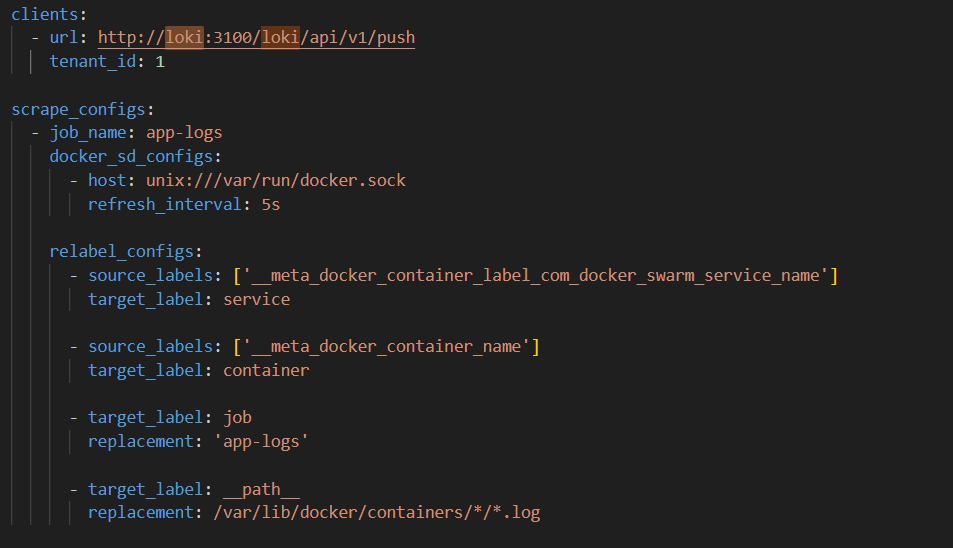 clients:
  - url: http://loki:3100/loki/api/v1/push
    tenant_id: 1
scrape_configs:
  - job_name: app-logs
    docker_sd_configs:
      - host: unix:///var/run/docker.sock
        refresh_interval: 5s
    relabel_configs:
      - source_labels: ['__meta_docker_container_label_com_docker_swarm_service_name']
        target_label: service
      - source_labels: ['__meta_docker_container_name']
        target_label: container
      - target_label: job
        replacement: 'app-logs'
      - target_label: __path__
        replacement: /var/lib/docker/containers/*/*.log